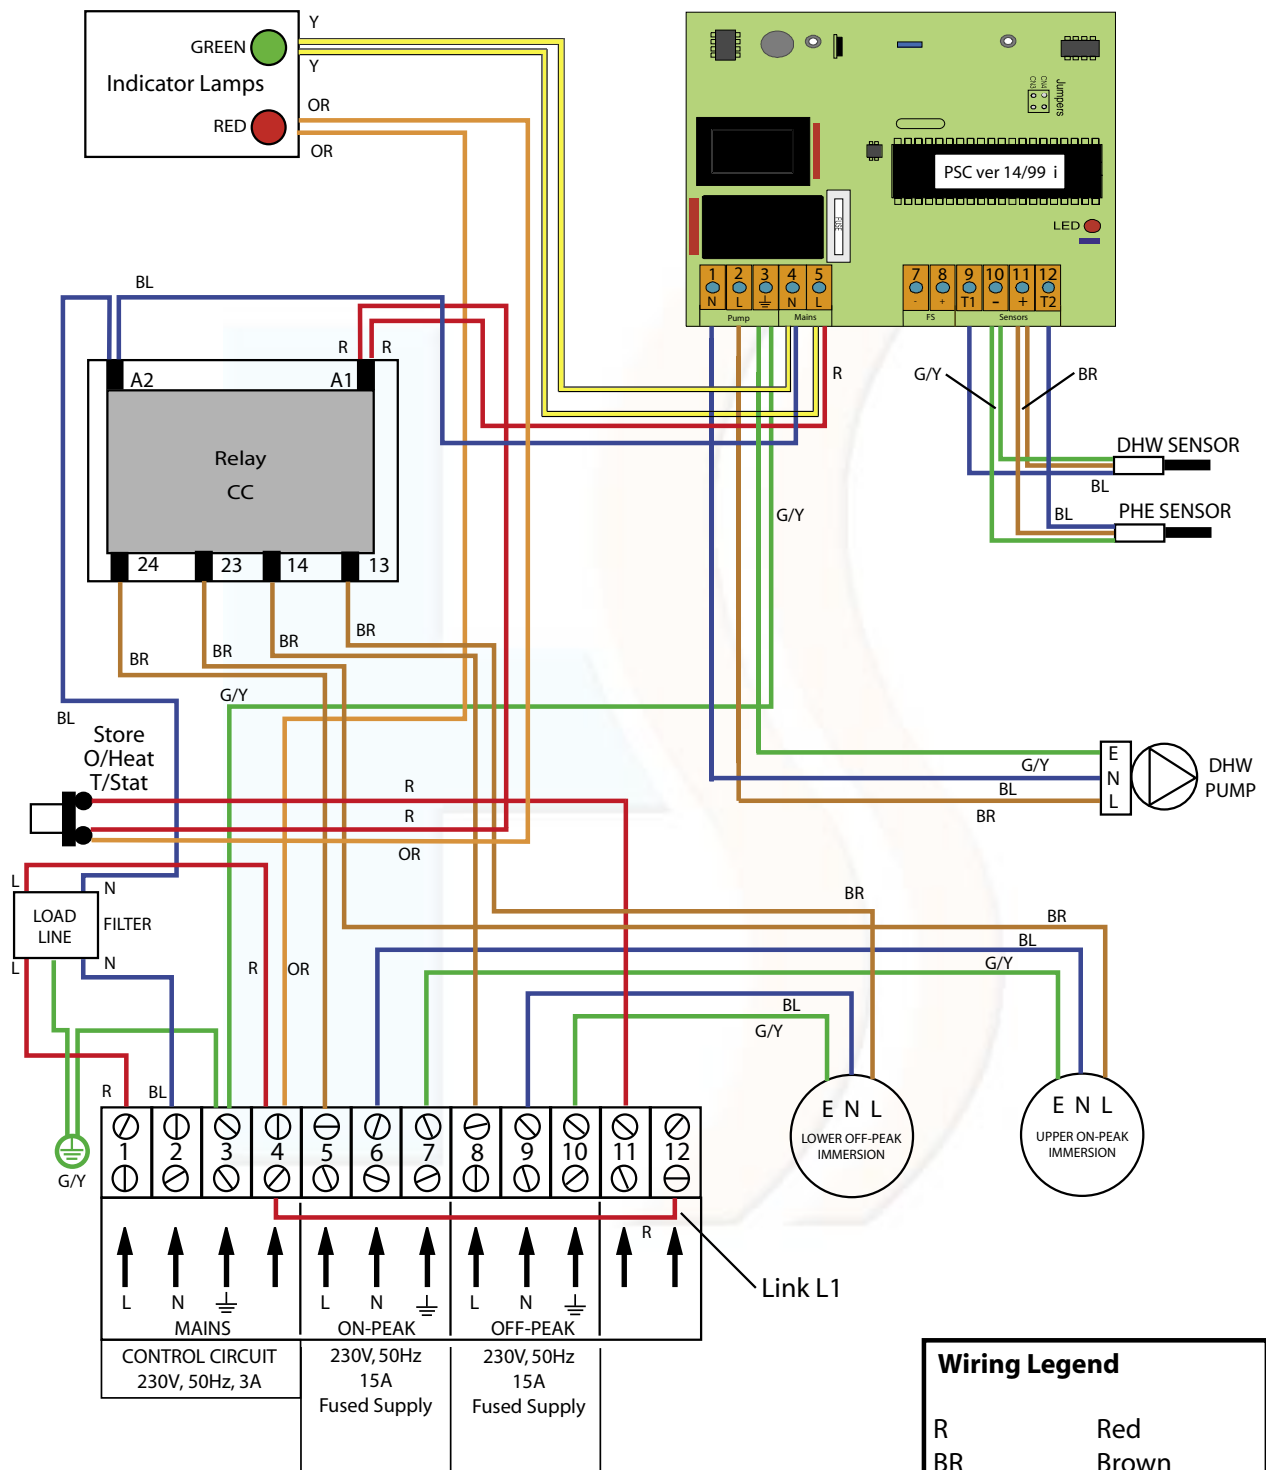 Y
GREEN
Y
Indicator Lamps
OR
RED
OR
CN3
CN4
Jumpers
PSC ver 14/99 i
FUSE
LED
1 2 3 4 5
N L N L
Pump Mains
7 8 9 10 11 12
- + T1 – + T2
FS Sensors
BL
R R
A2 A1
R
G/Y BR
DHW SENSOR
BL
Relay
CC
PHE SENSOR
BL
G/Y
24 23 14 13
BR
BR
BR
BR
G/Y
BL
Store
O/Heat
T/Stat
E
N
L
DHW
PUMP
G/Y
BL
BR
R
R
OR
L
N
LOAD
LINE
FILTER
L
N
BR
BR
BL
G/Y
R OR
BL
G/Y
R BL
1 2 3 4 5 6 7 8 9 10 11 12
G/Y
E N L
LOWER OFF-PEAK
IMMERSION
E N L
UPPER ON-PEAK
IMMERSION
R
Link L1
L N L N L N
MAINS ON-PEAK OFF-PEAK
CONTROL CIRCUIT
230V, 50Hz, 3A
230V, 50Hz
15A
Fused Supply
230V, 50Hz
15A
Fused Supply
Wiring Legend
R Red
BR Brown